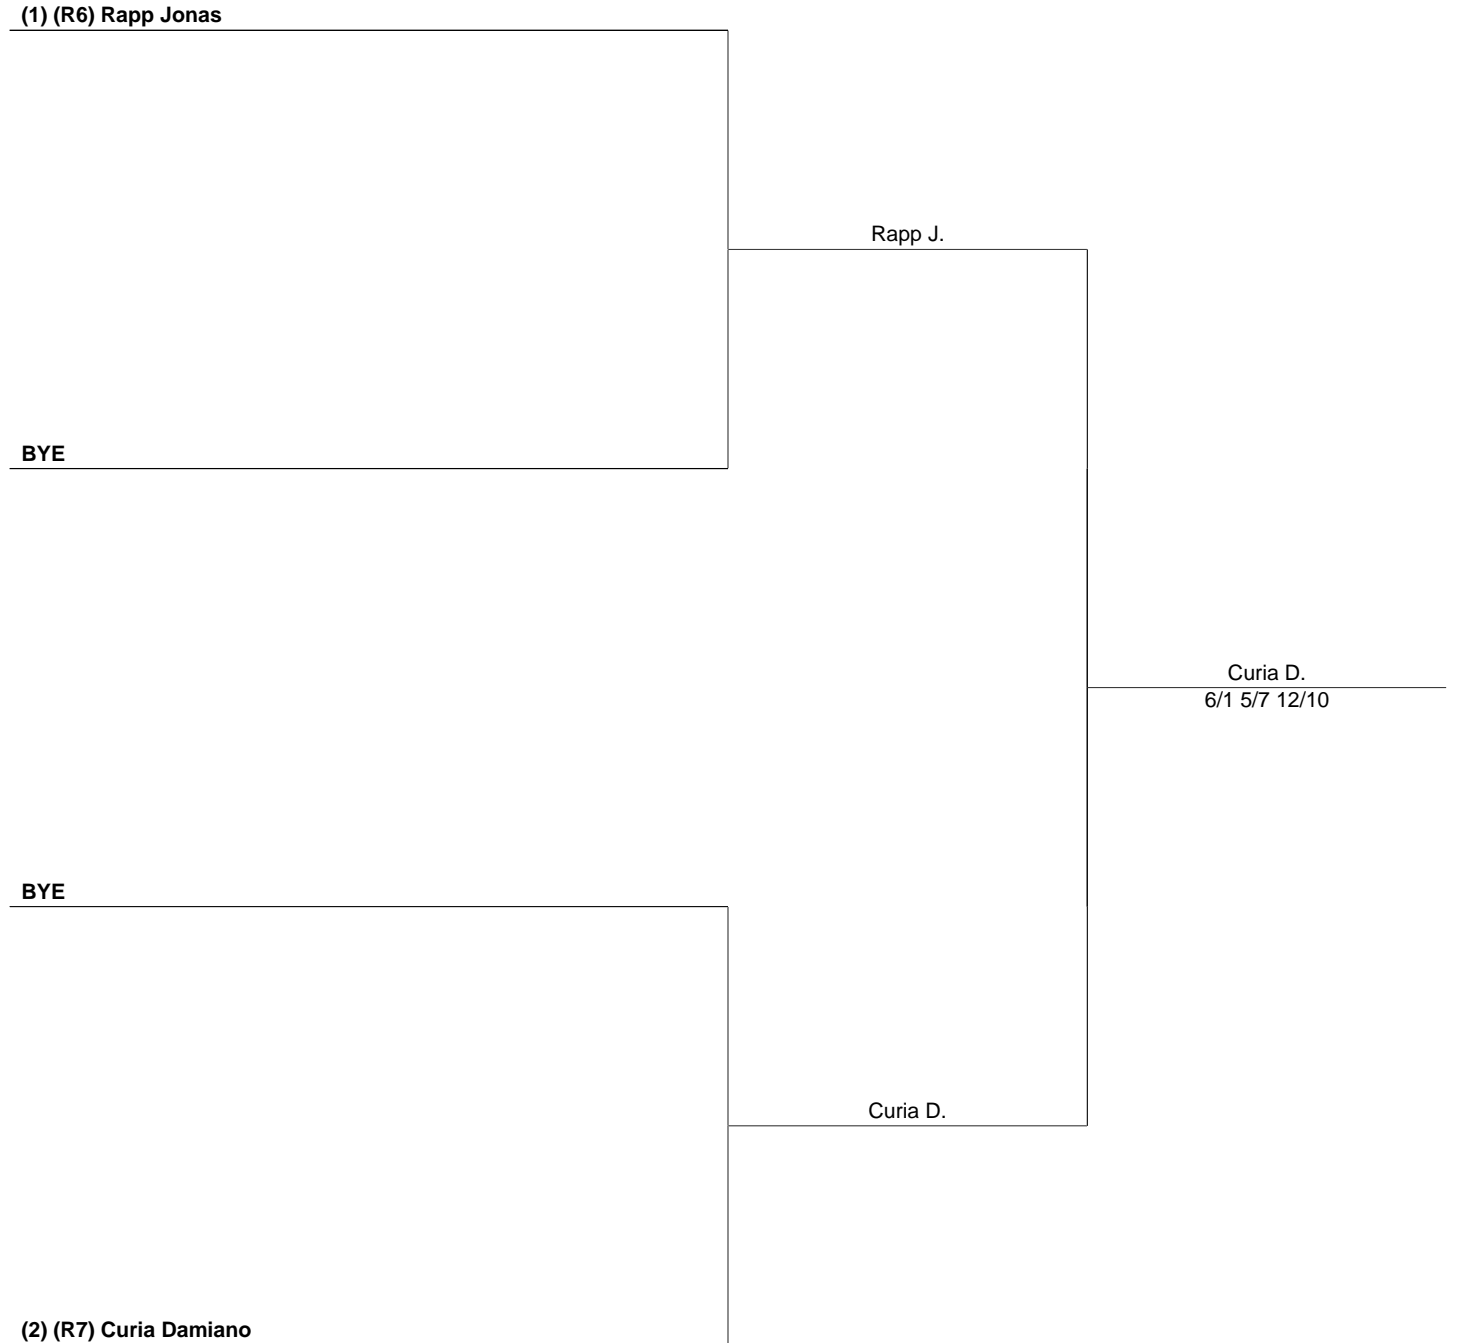 (1) (R6) Rapp Jonas
Rapp J.
BYE
Curia D.
6/1 5/7 12/10
BYE
Curia D.
(2) (R7) Curia Damiano